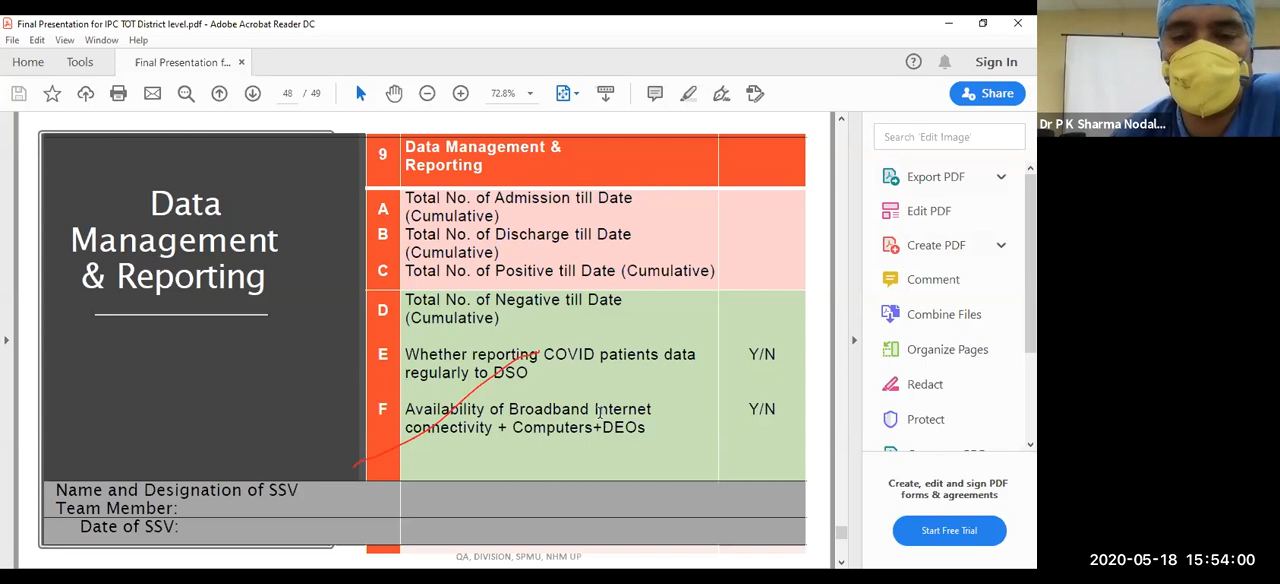 Final Presentation for IPC TOT District level.pdf - Adobe Acrobat Reader DC
File Edit View Window Help
Home Tools Final Presentation f... × Sign In
48 / 49 72.8% Share
Data
Management
& Reporting
9 Data Management &
Reporting
A Total No. of Admission till Date
(Cumulative)
B Total No. of Discharge till Date
(Cumulative)
C Total No. of Positive till Date (Cumulative)
D Total No. of Negative till Date
(Cumulative)
E Whether reporting COVID patients data Y/N
regularly to DSO
F Availability of Broadband Internet Y/N
connectivity + Computers+DEOs
Name and Designation of SSV
Team Member:
Date of SSV:
QA, DIVISION, SPMU, NHM UP
Search 'Edit Image'
Export PDF
Edit PDF
Create PDF
Comment
Combine Files
Organize Pages
Redact
Protect
Create, edit and sign PDF
forms & agreements
Start Free Trial
Dr P K Sharma Nodal...
2020-05-18 15:54:00